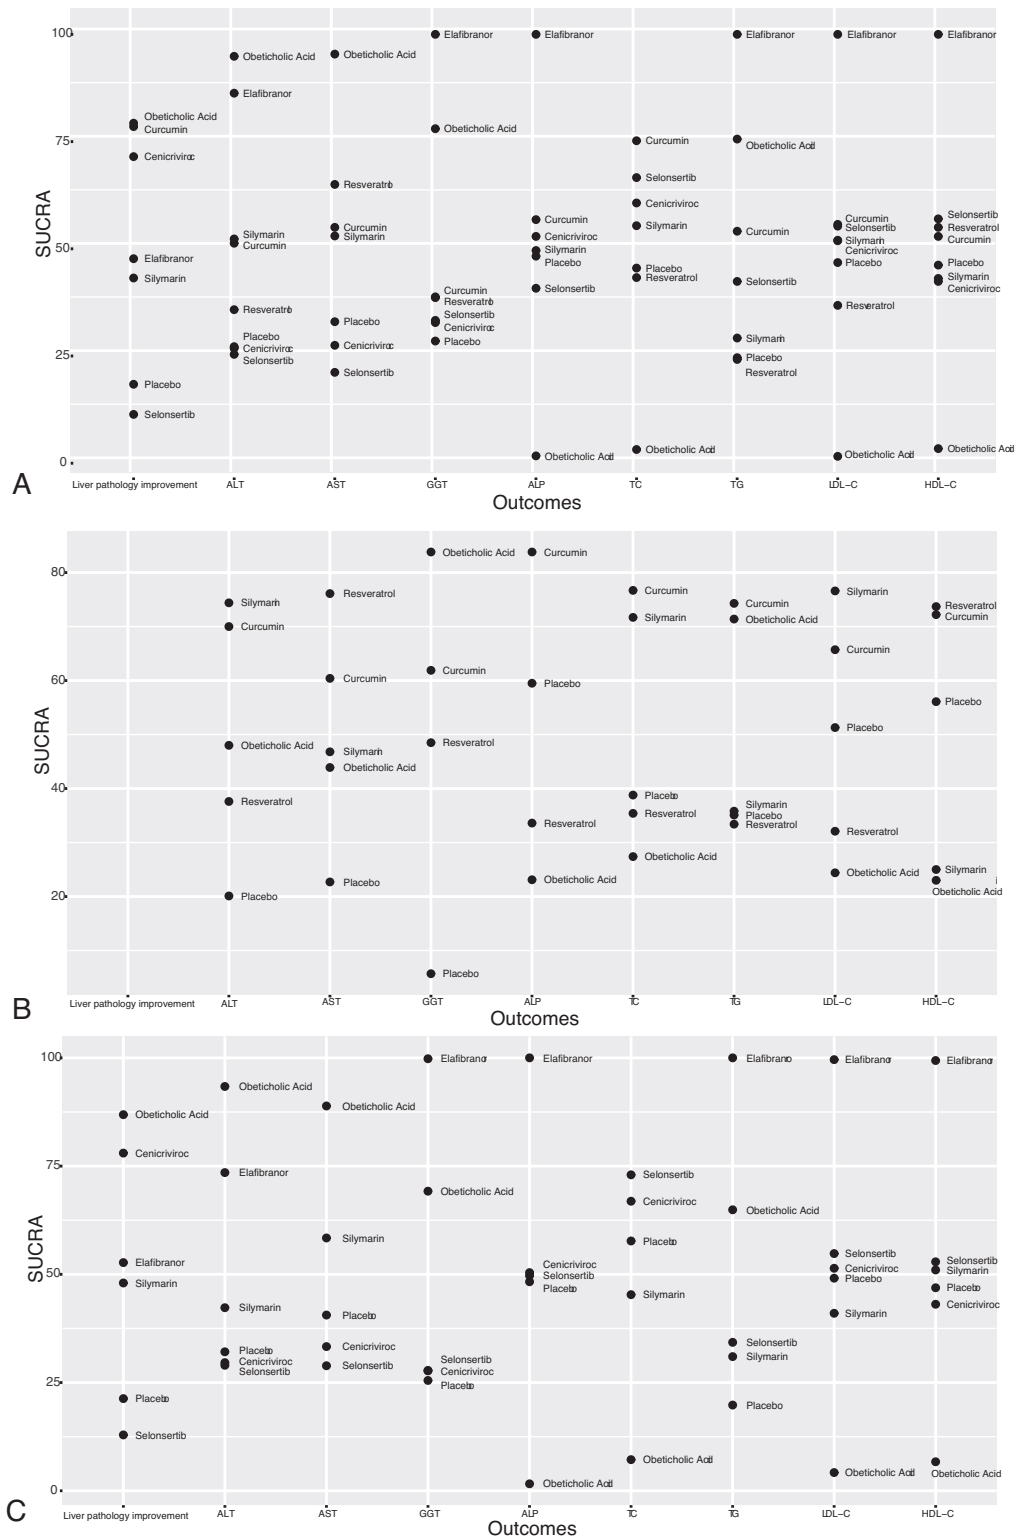 100
75
50
25
0
SUCRA
Obeticholic Acid
Curcumin
Cenicriviroc
Elafibranor
Silymarin
Placebo
Selonsertib
Obeticholic Acid
Elafibranor
Silymarin
Curcumin
Resveratrol
Placebo
Cenicriviroc
Selonsertib
Obeticholic Acid
Resveratrol
Curcumin
Silymarin
Placebo
Cenicriviroc
Selonsertib
Elafibranor
Obeticholic Acid
Curcumin
Resveratrol
Selonsertib
Cenicriviroc
Placebo
Elafibranor
Curcumin
Cenicriviroc
Silymarin
Placebo
Selonsertib
Obeticholic Acid
Curcumin
Selonsertib
Cenicriviroc
Silymarin
Placebo
Resveratrol
Obeticholic Acid
Elafibranor
Obeticholic Acid
Curcumin
Selonsertib
Silymarin
Placebo
Resveratrol
Elafibranor
Curcumin
Selonsertib
Silymarin
Cenicriviroc
Placebo
Resveratrol
Obeticholic Acid
Elafibranor
Selonsertib
Resveratrol
Curcumin
Placebo
Silymarin
Cenicriviroc
Obeticholic Acid
A
Liver pathology improvement ALT AST GGT ALP TC TG LDL-C HDL-C
Outcomes
80
60
40
20
SUCRA
Silymarin
Curcumin
Obeticholic Acid
Resveratrol
Placebo
Resveratrol
Curcumin
Silymarin
Obeticholic Acid
Placebo
Obeticholic Acid
Curcumin
Resveratrol
Placebo
Curcumin
Placebo
Resveratrol
Obeticholic Acid
Curcumin
Silymarin
Placebo
Resveratrol
Obeticholic Acid
Curcumin
Obeticholic Acid
Silymarin
Placebo
Resveratrol
Silymarin
Curcumin
Placebo
Resveratrol
Obeticholic Acid
Resveratrol
Curcumin
Placebo
Silymarin
i
Obeticholic Acid
B
Liver pathology improvement ALT AST GGT ALP TC TG LDL-C HDL-C
Outcomes
100
75
50
25
0
SUCRA
Obeticholic Acid
Cenicriviroc
Elafibranor
Silymarin
Placebo
Selonsertib
Obeticholic Acid
Elafibranor
Silymarin
Placebo
Cenicriviroc
Selonsertib
Obeticholic Acid
Silymarin
Placebo
Cenicriviroc
Selonsertib
Elafibranor
Obeticholic Acid
Selonsertib
Cenicriviroc
Placebo
Elafibranor
Cenicriviroc
Selonsertib
Placebo
Obeticholic Acid
Selonsertib
Cenicriviroc
Placebo
Silymarin
Obeticholic Acid
Elafibranor
Obeticholic Acid
Selonsertib
Silymarin
Placebo
Elafibranor
Selonsertib
Cenicriviroc
Placebo
Silymarin
Obeticholic Acid
Elafibranor
Selonsertib
Silymarin
Placebo
Cenicriviroc
Obeticholic Acid
C
Liver pathology improvement ALT AST GGT ALP TC TG LDL-C HDL-C
Outcomes